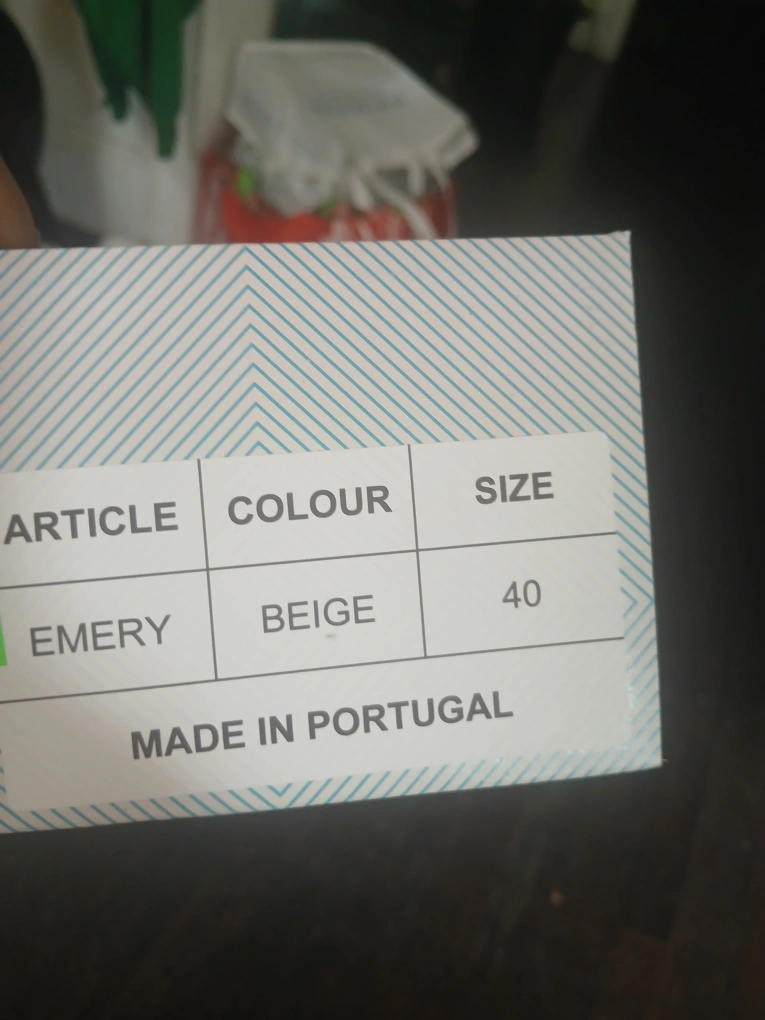 ARTICLE COLOUR SIZE
EMERY BEIGE 40
MADE IN PORTUGAL